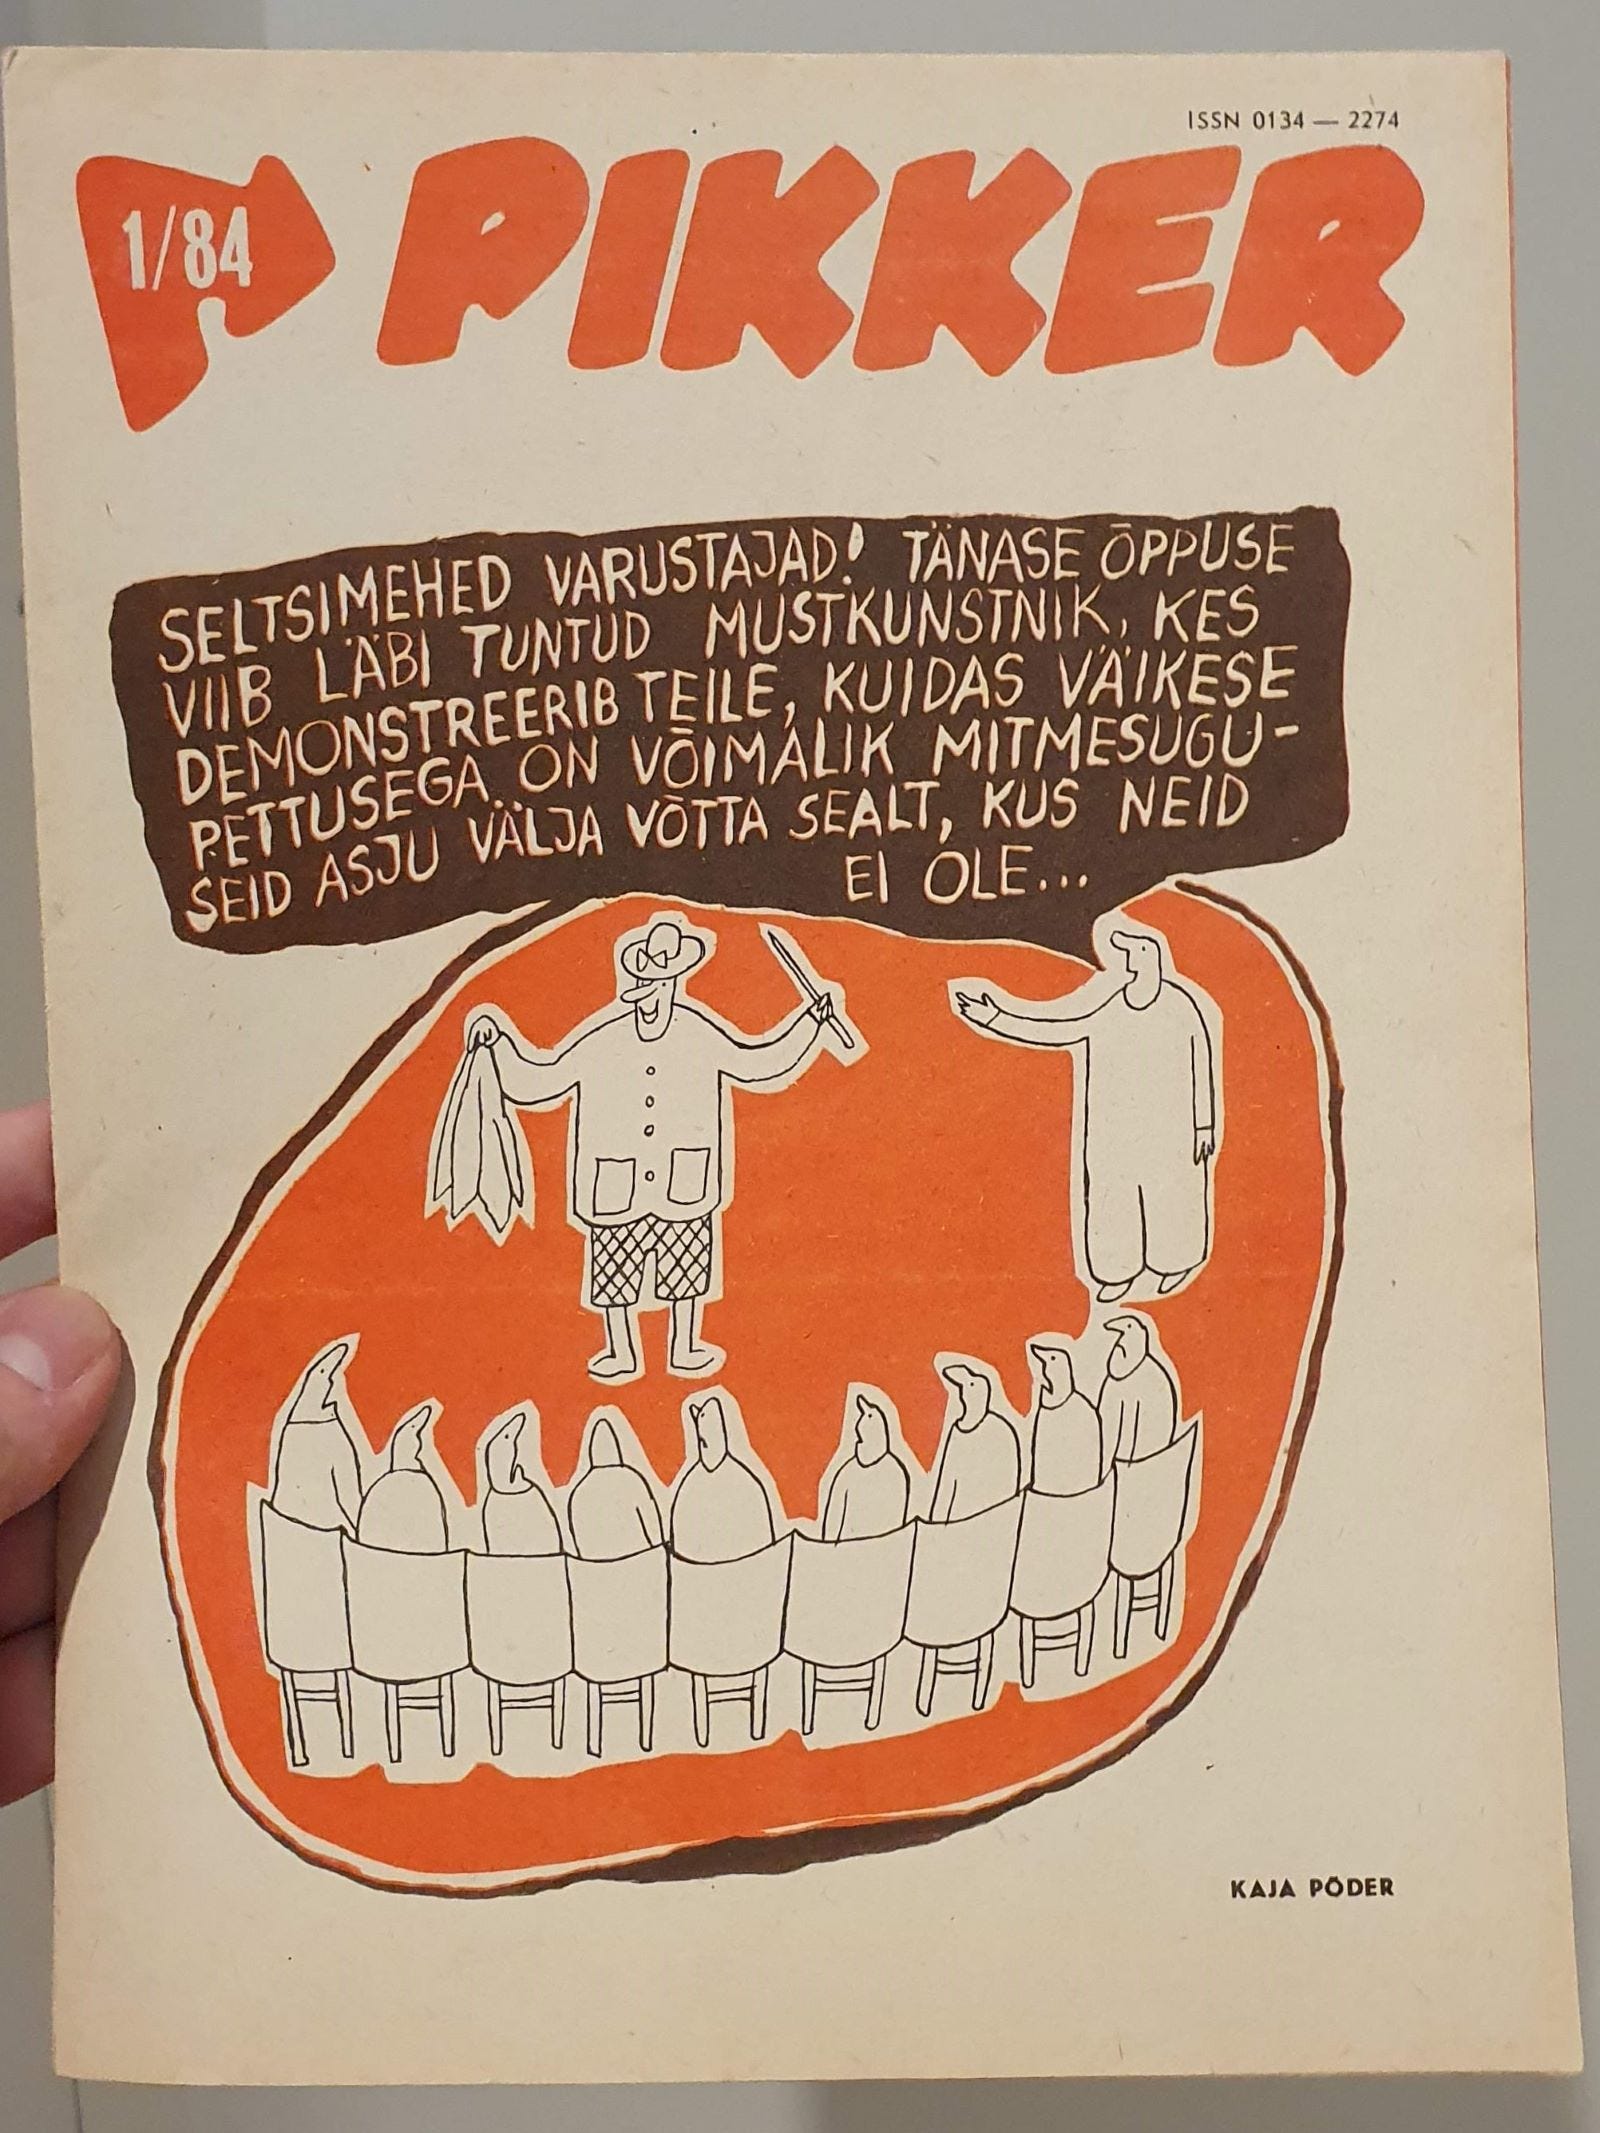 ISSN 0134 — 2274
1/84
PIKKER
SELTSIMEHED VARUSTAJAD! TÄNASE ÕPPUSE
VIIB LÄBI TUNTUD MUSTKUNSTNIK, KES
DEMONSTREERIB TEILE, KUIDAS VÄIKESE
PETTUSEGA ON VÕIMALIK MITMESUGU-
SEID ASJU VÄLJA VÕTTA SEALT, KUS NEID
EI OLE...
KAJA PÕDER